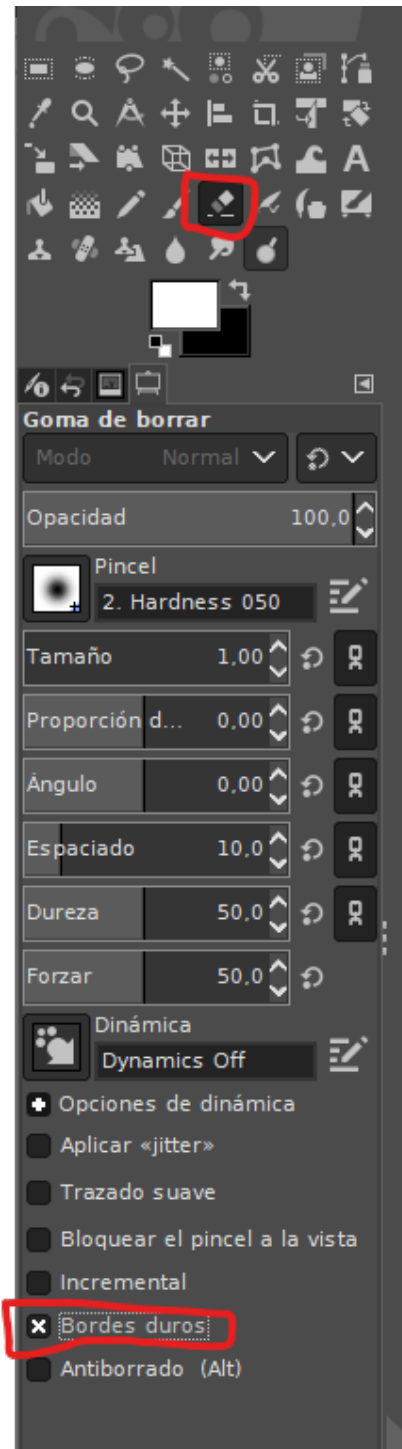 Goma de borrar
Modo Normal
Opacidad 100,0
Pincel
2. Hardness 050
Tamaño 1,00
Proporción d... 0,00
Ángulo 0,00
Espaciado 10,0
Dureza 50,0
Forzar 50,0
Dinámica
Dynamics Off
Opciones de dinámica
Aplicar «jitter»
Trazado suave
Bloquear el pincel a la vista
Incremental
Bordes duros
Antiborrado (Alt)